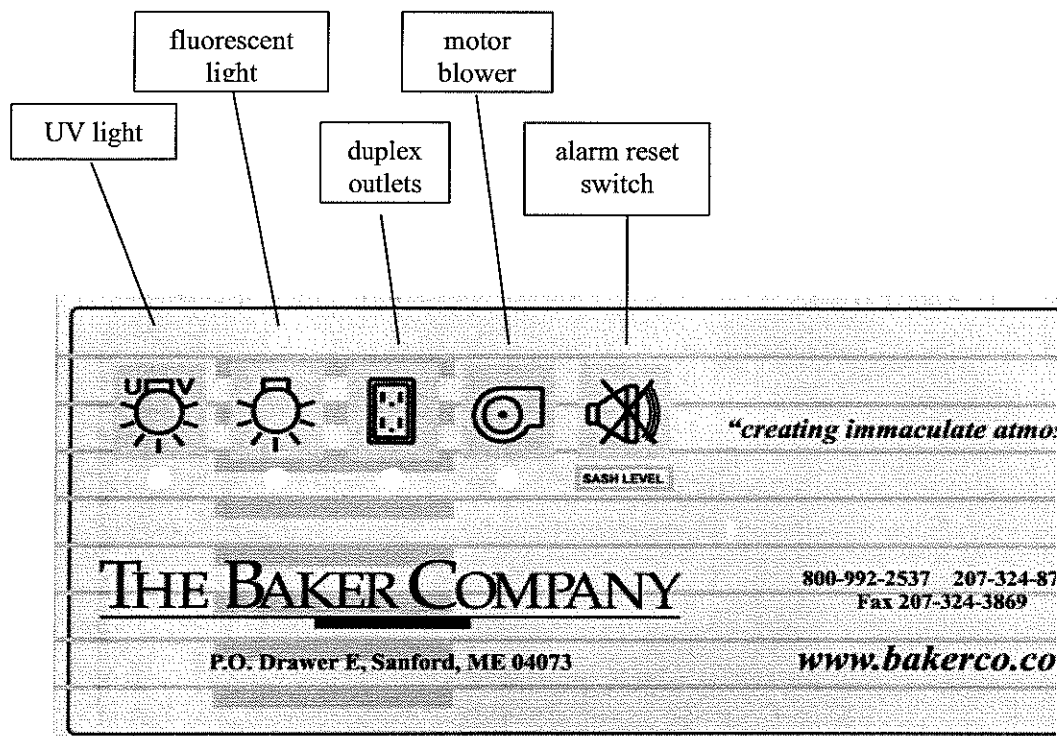 fluorescent
light
motor
blower
UV light
duplex
outlets
alarm reset
switch
UV
"creating immaculate
SASH LEVEL
THE BAKER COMPANY
800-992-2537 207-324-87
Fax 207-324-3869
P.O. Drawer E, Sanford, ME 04073
www.bakerco.co